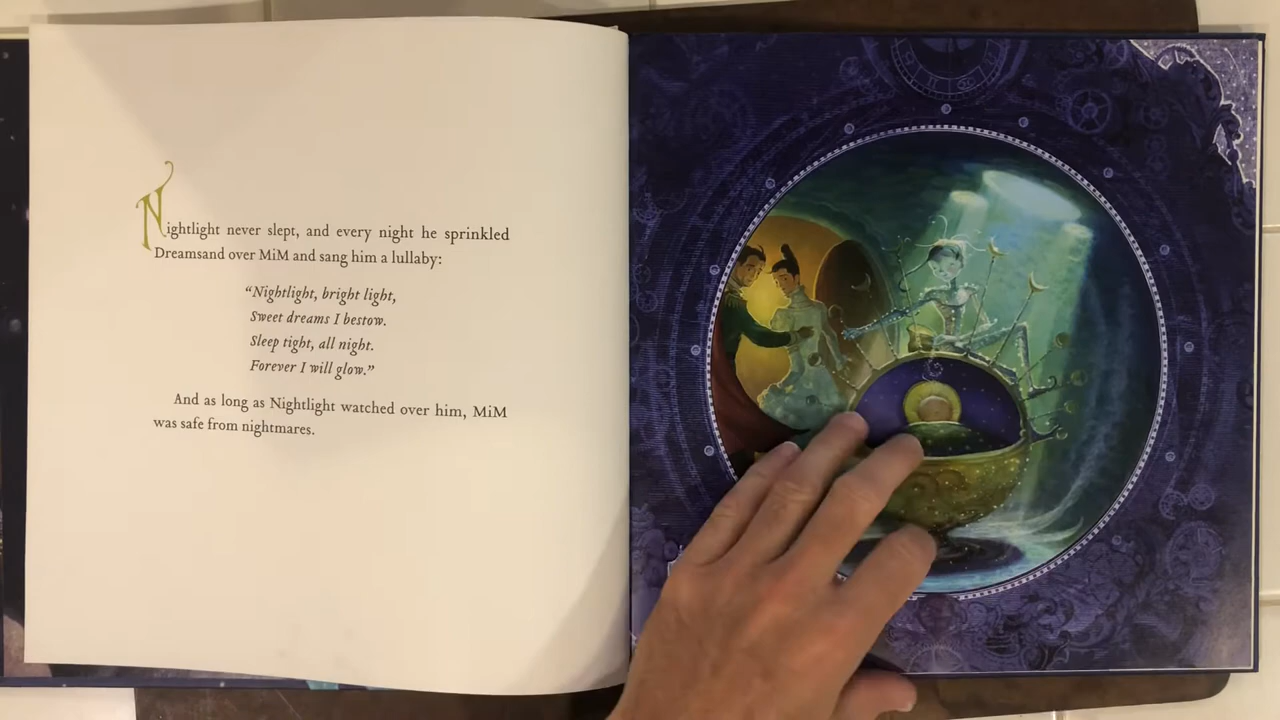 Nightlight never slept, and every night he sprinkled
Dreamsand over MiM and sang him a lullaby:
“Nightlight, bright light,
Sweet dreams I bestow.
Sleep tight, all night.
Forever I will glow.”
And as long as Nightlight watched over him, MiM
was safe from nightmares.